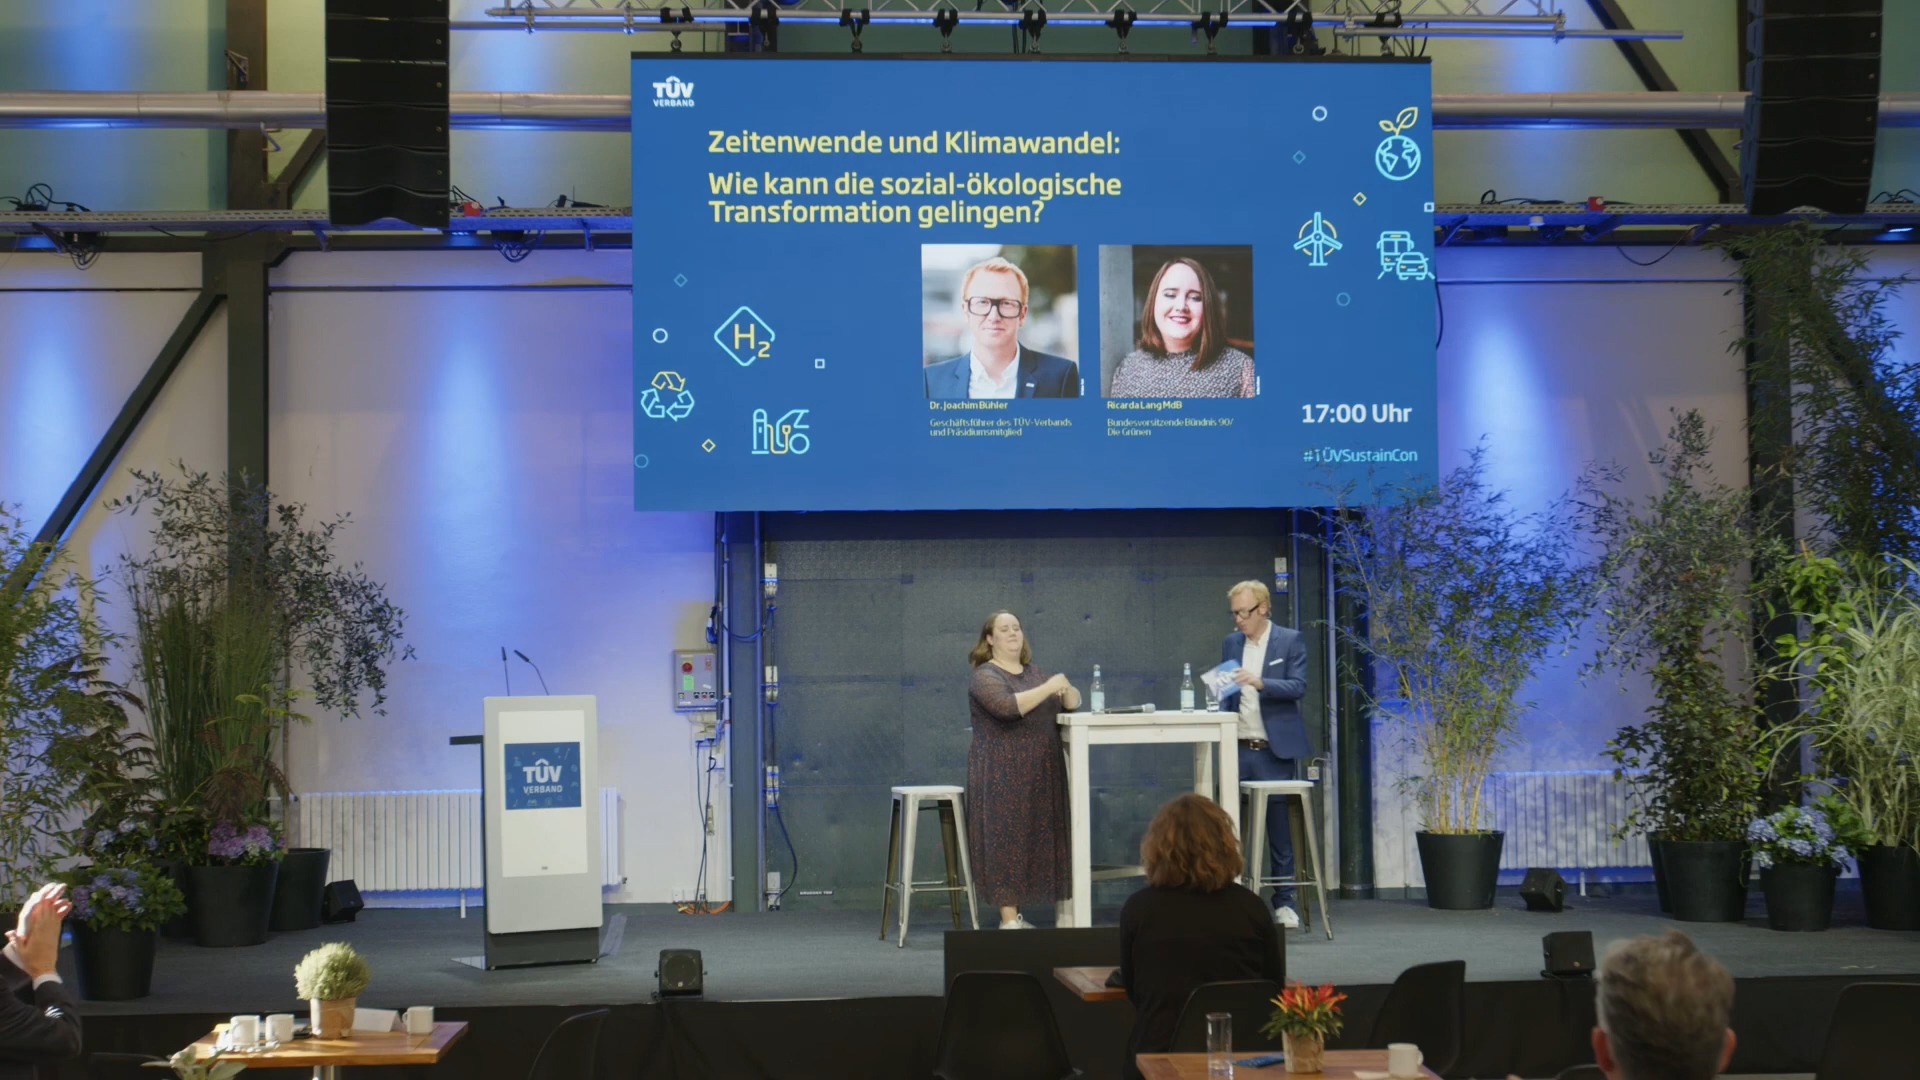 TÜV
VERBAND
Zeitenwende und Klimawandel:
Wie kann die sozial-ökologische
Transformation gelingen?
H2
Dr. Joachim Bühler
Geschäftsführer des TÜV-Verbands
und Präsidiumsmitglied
Ricarda Lang MdB
Bundesvorsitzende Bündnis 90/
Die Grünen
17:00 Uhr
#TÜVSustainCon
TÜV
VERBAND
TÜV